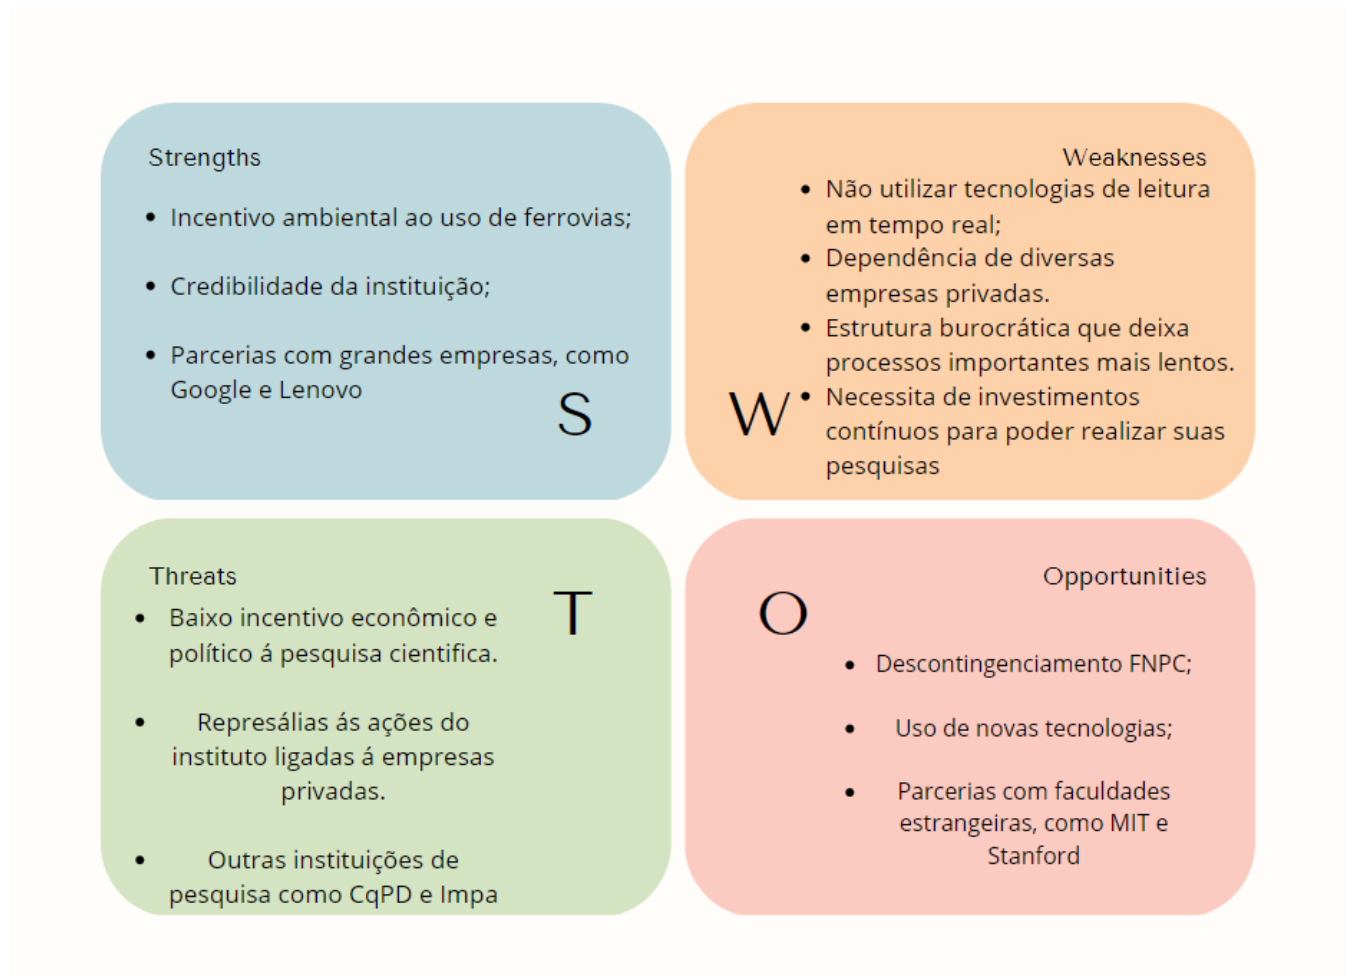 Strengths
• Incentivo ambiental ao uso de ferrovias;
• Credibilidade da instituição;
• Parcerias com grandes empresas, como
Google e Lenovo
S
Weaknesses
• Não utilizar tecnologias de leitura
em tempo real;
• Dependência de diversas
empresas privadas.
• Estrutura burocrática que deixa
processos importantes mais lentos.
• Necessita de investimentos
contínuos para poder realizar suas
pesquisas
W
Threats
• Baixo incentivo econômico e
político á pesquisa cientifica.
• Represálias ás ações do
instituto ligadas á empresas
privadas.
• Outras instituições de
pesquisa como CqPD e Impa
T
Opportunities
O
• Descontingenciamento FNPC;
• Uso de novas tecnologias;
• Parcerias com faculdades
estrangeiras, como MIT e
Stanford